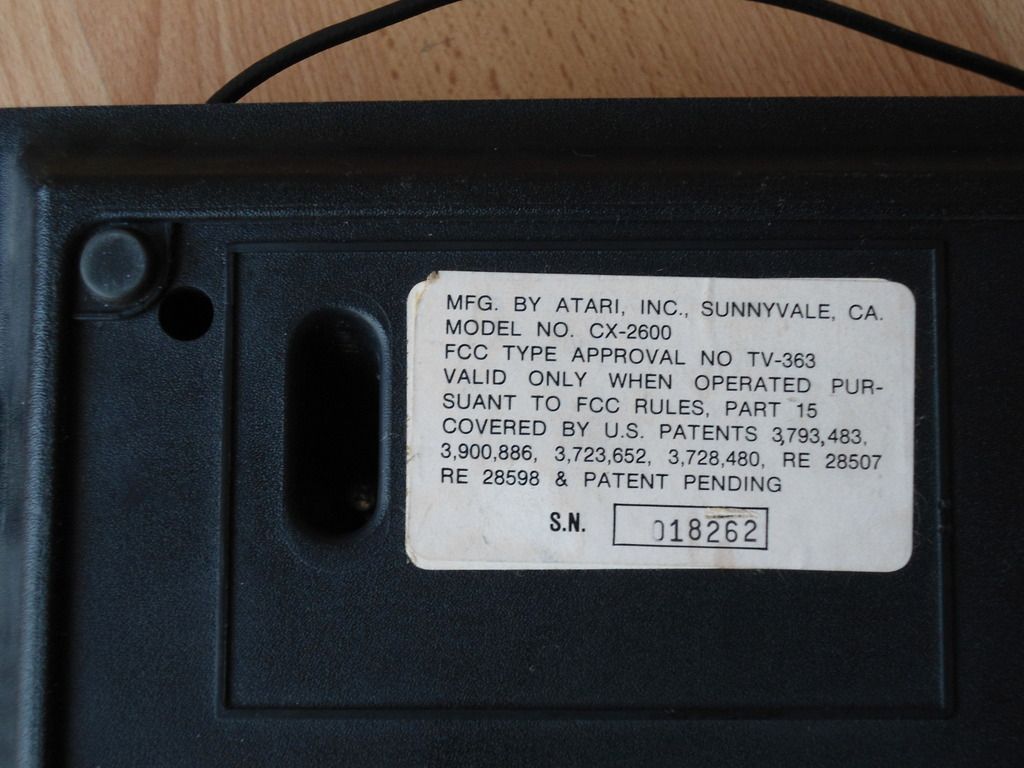 MFG. BY ATARI, INC., SUNNYVALE, CA.
MODEL NO. CX-2600
FCC TYPE APPROVAL NO TV-363
VALID ONLY WHEN OPERATED PUR-
SUANT TO FCC RULES, PART 15
COVERED BY U.S. PATENTS 3,793,483,
3,900,886, 3,723,652, 3,728,480, RE 28507
RE 28598 & PATENT PENDING
S.N. 018262